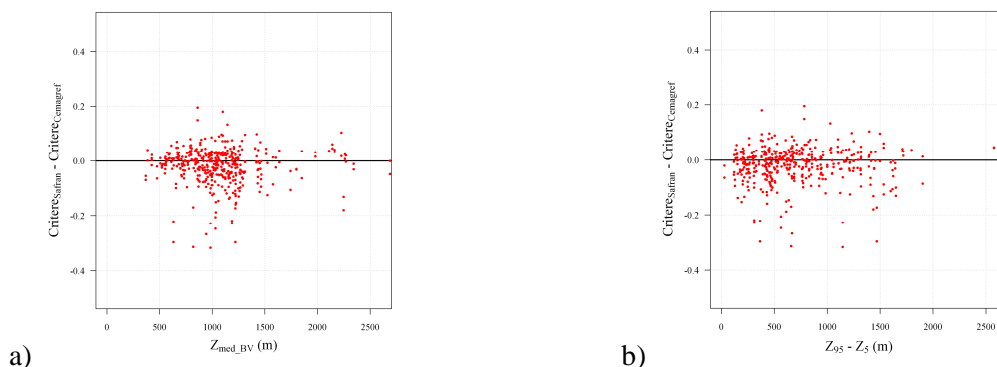 0.4
0.2
0.0
-0.2
-0.4
Critere_Safran - Critere_Cemagref
0 500 1000 1500 2000 2500
Z_med_BV (m)
a)
0.4
0.2
0.0
-0.2
-0.4
Critere_Safran - Critere_Cemagref
0 500 1000 1500 2000 2500
Z_95 - Z_5 (m)
b)